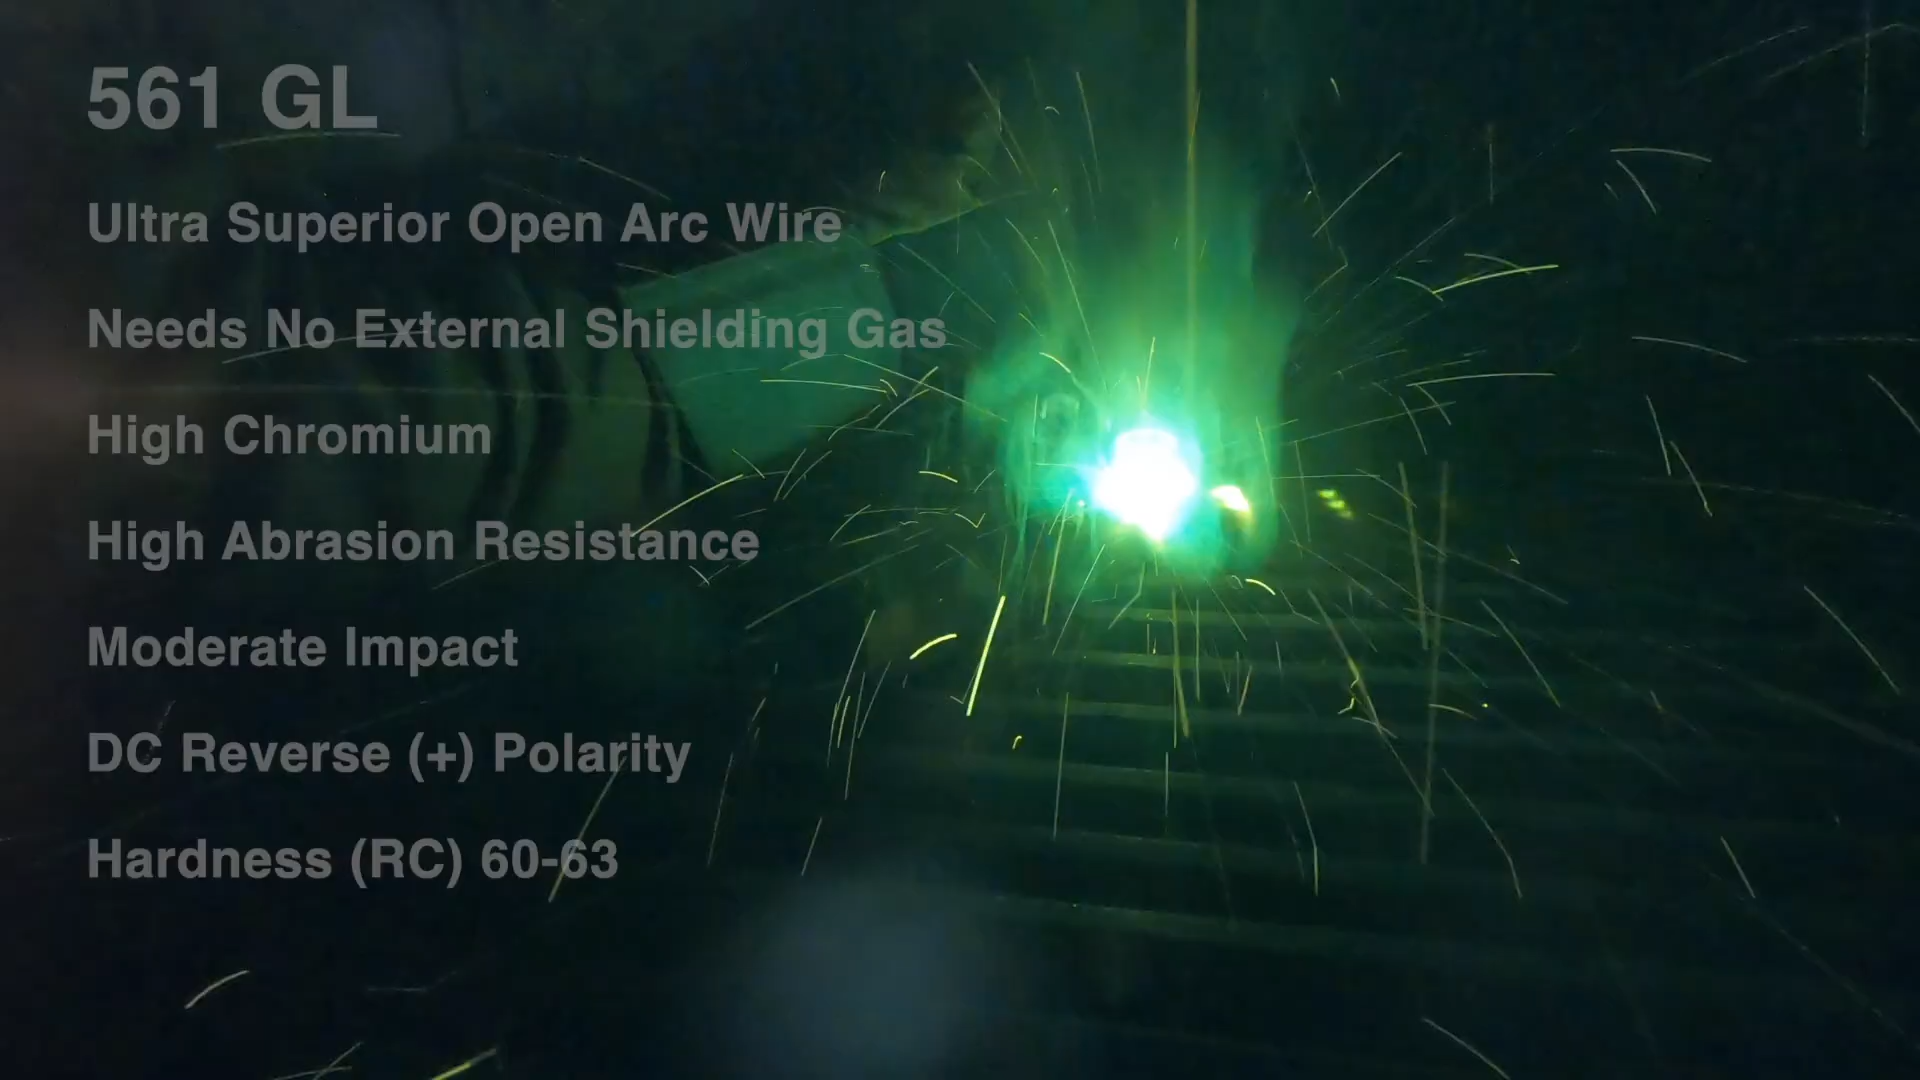 561 GL
Ultra Superior Open Arc Wire
Needs No External Shielding Gas
High Chromium
High Abrasion Resistance
Moderate Impact
DC Reverse (+) Polarity
Hardness (RC) 60-63